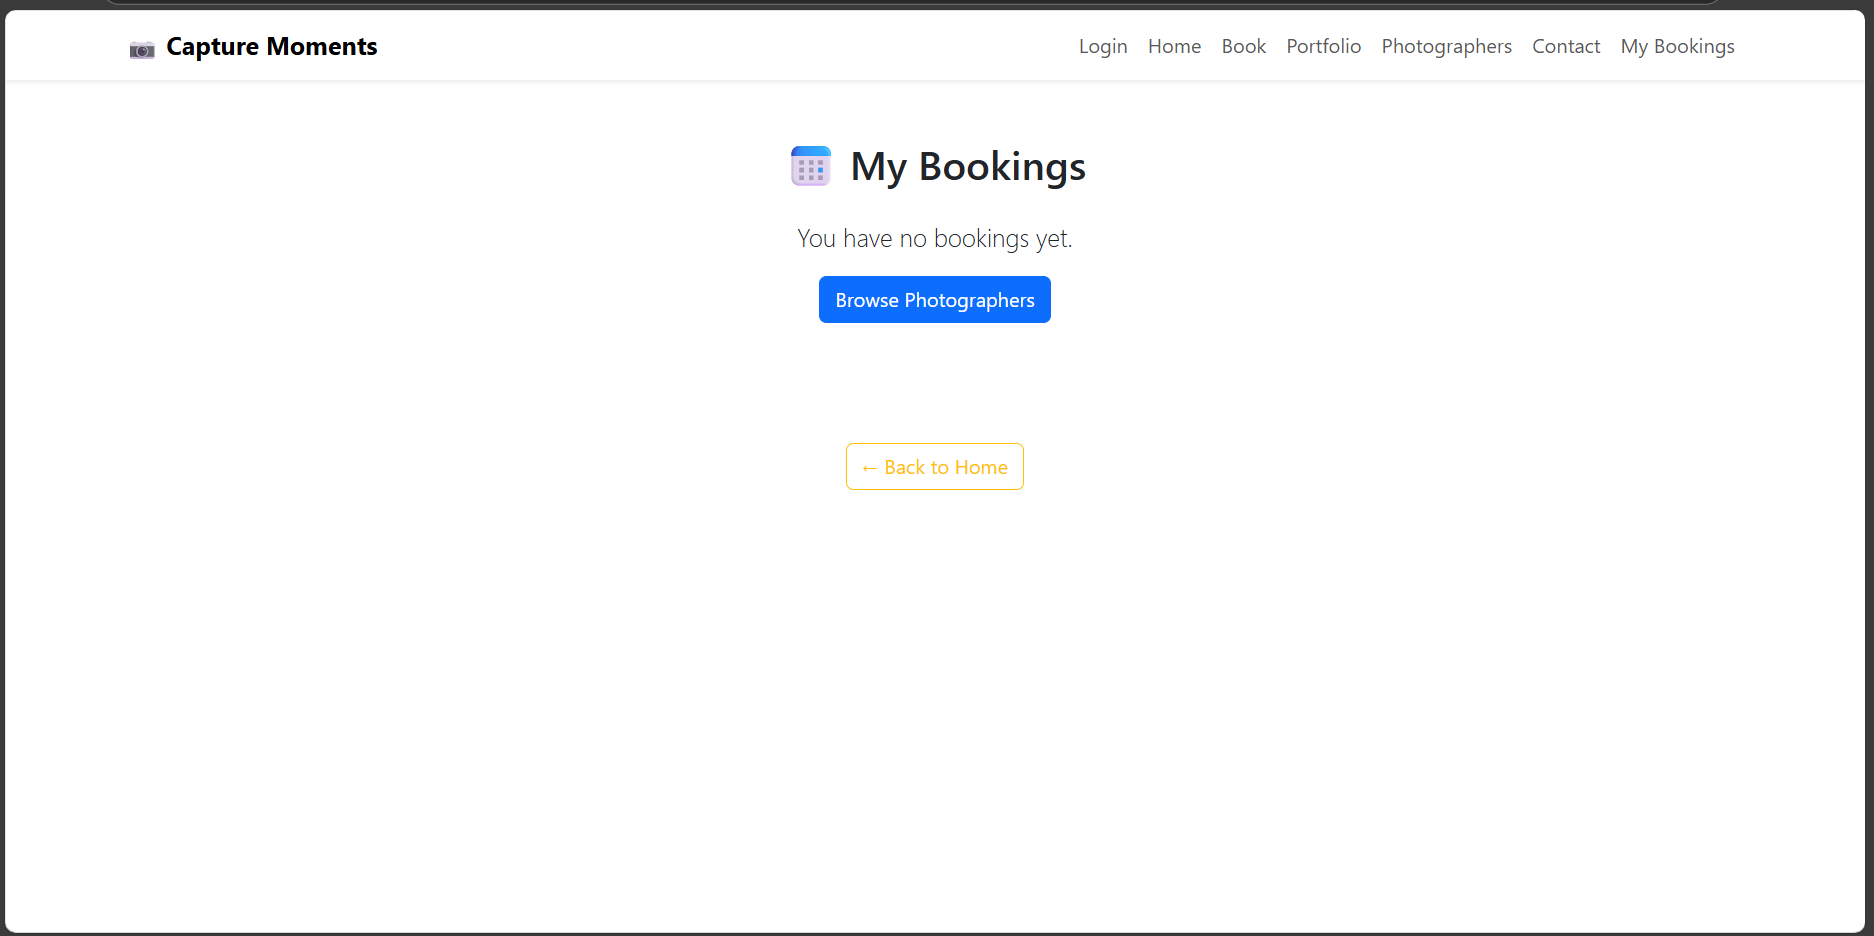 Capture Moments
Login Home Book Portfolio Photographers Contact My Bookings
My Bookings
You have no bookings yet.
Browse Photographers
← Back to Home